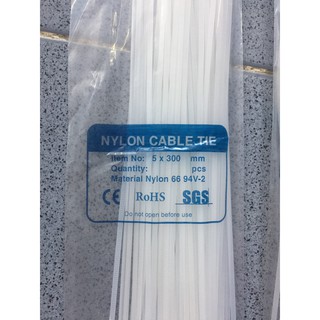 NYLON CABLE TIE
Item No: 5 x 300 mm
Quantity: pcs
Material Nylon 66 94V-2
CE RoHS SGS
Do not open before use